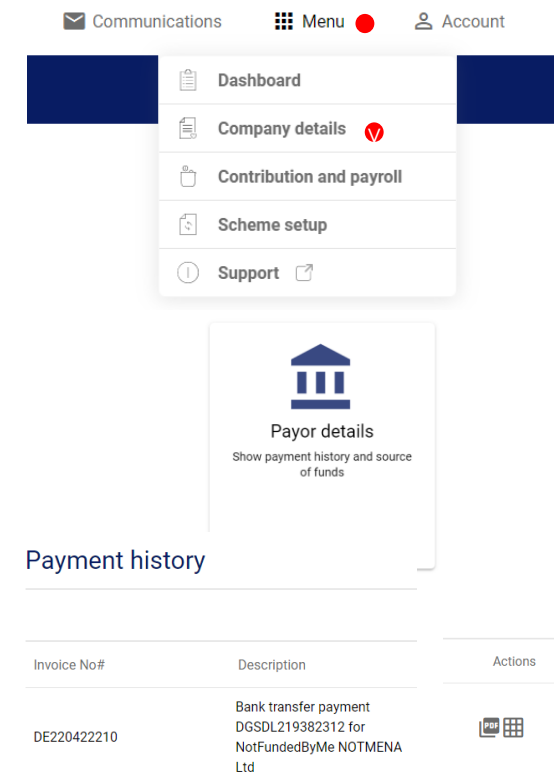 Communications Menu Account
Dashboard
Company details V
Contribution and payroll
Scheme setup
Support
Payor details
Show payment history and source
of funds
Payment history
Invoice No# Description Actions
Bank transfer payment
DGSDL219382312 for
DE220422210 PDF
NotFundedByMe NOTMENA
Ltd